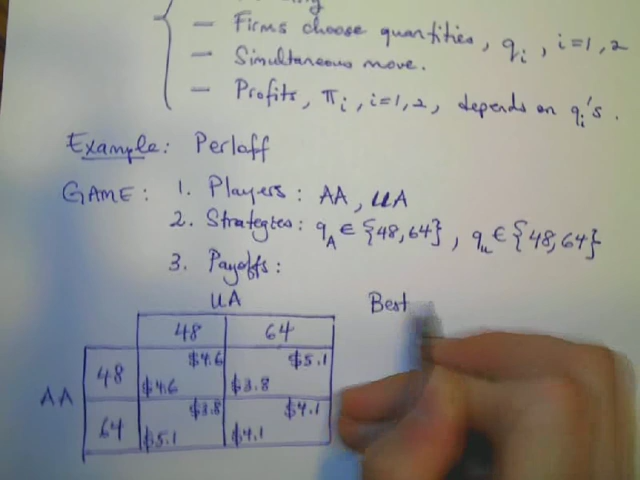 — Firms choose quantities, qᵢ, i=1,2
— Simultaneous move.
— Profits, πᵢ, i=1,2, depends on qᵢ's.
Example: Perloff
GAME: 1. Players: AA, UA
2. Strategies: q_A ∈ {48,64}, q_u ∈ {48,64}
3. Payoffs:
UA
Best
48 64
AA 48 $4.6 $4.6 $3.8 $5.1
64 $5.1 $3.8 $4.1 $4.1